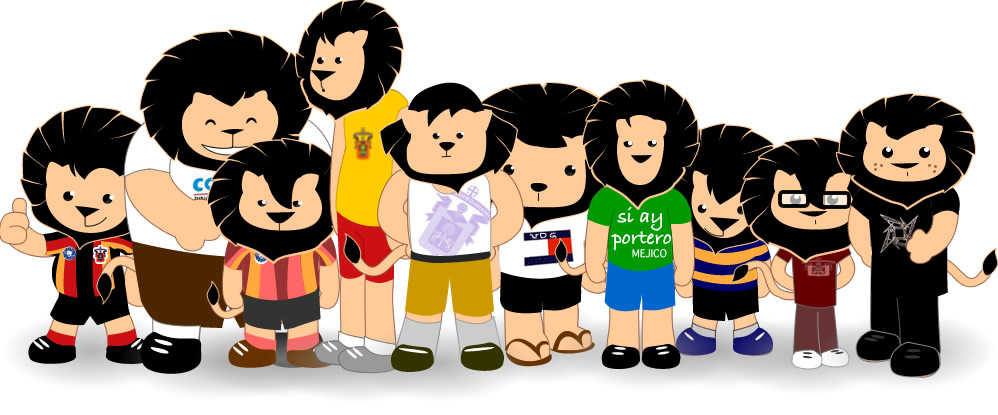 CO
VDG
si ay
portero
MEJICO